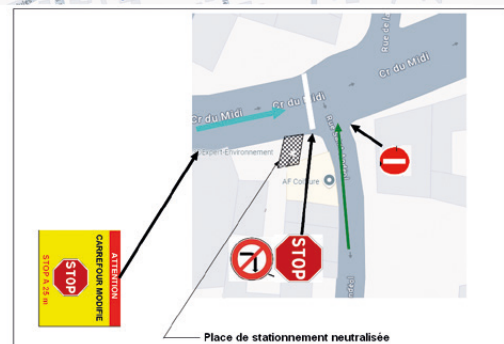 Rue de la
Cr du Midi
Cr du Midi
Cr du Midi
Expert-Environnement
AF Coiffure
ATTENTION
CARREFOUR MODIFIE
STOP
STOP A 25 m
STOP
Place de stationnement neutralisée